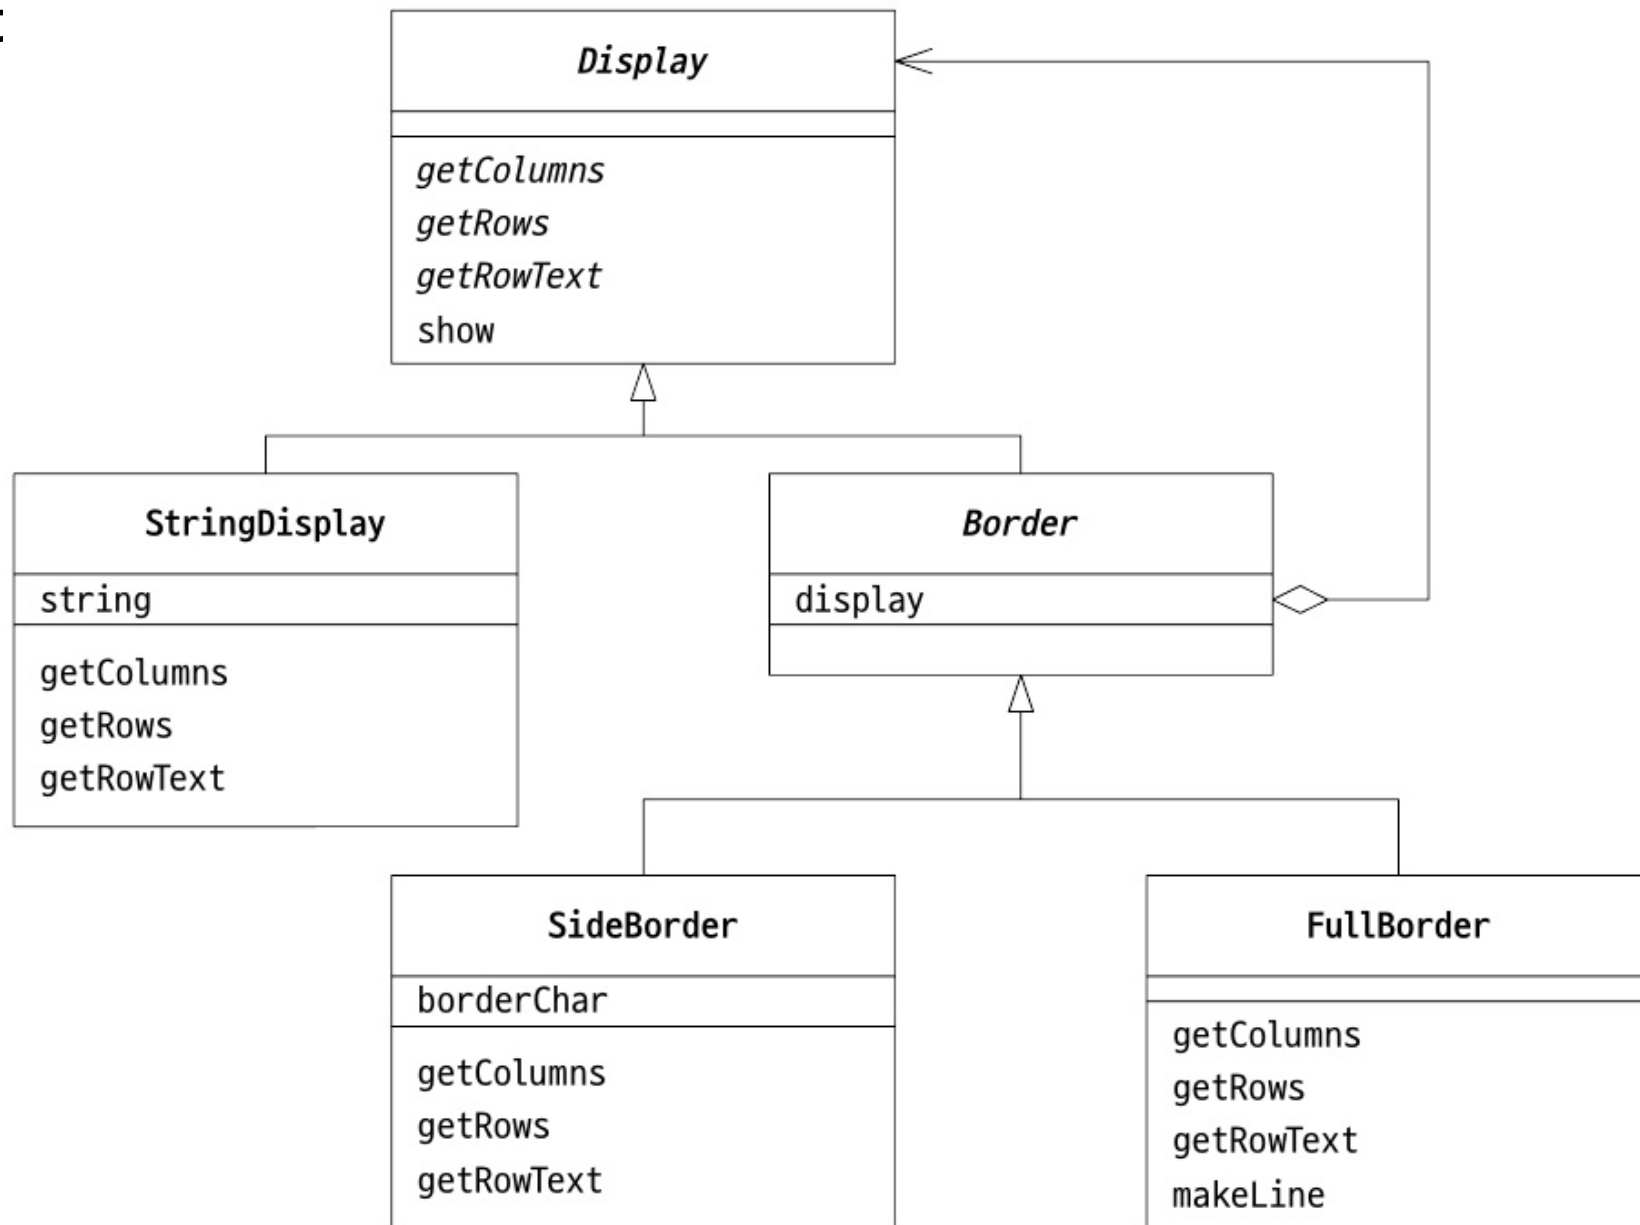 Display
getColumns
getRows
getRowText
show
StringDisplay
string
getColumns
getRows
getRowText
Border
display
SideBorder
borderChar
getColumns
getRows
getRowText
FullBorder
getColumns
getRows
getRowText
makeLine